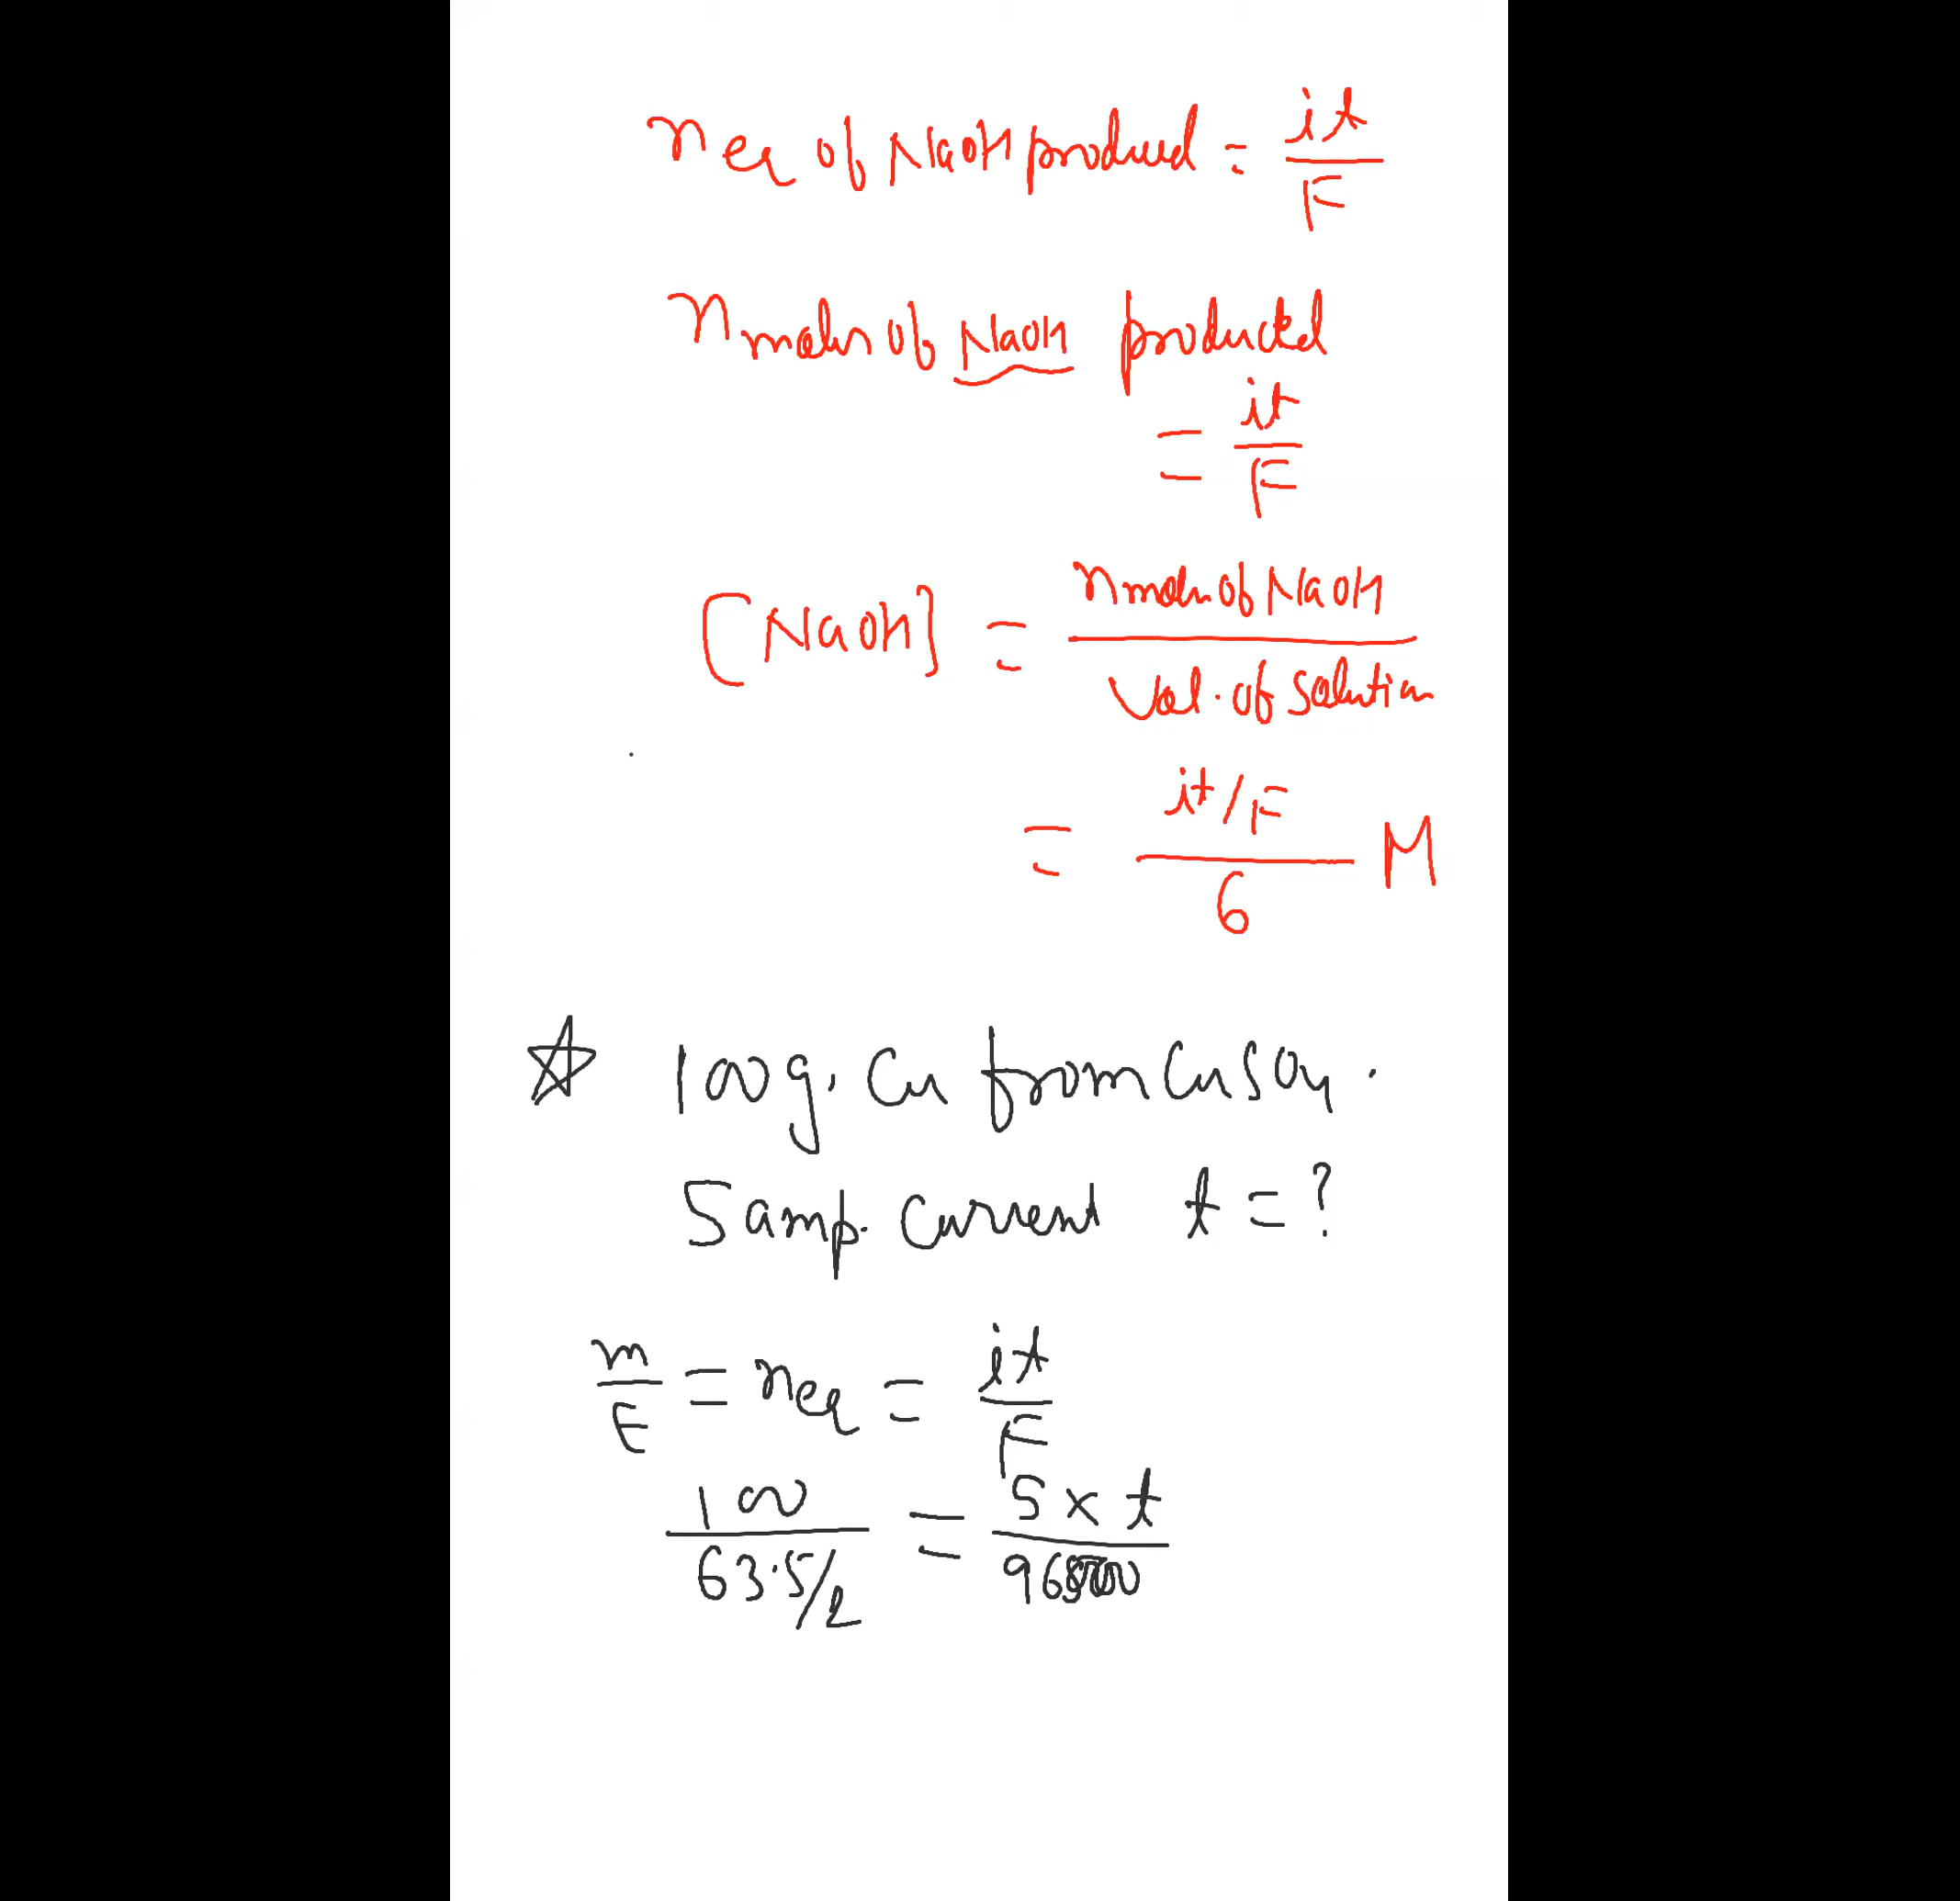 n eq of NaOH produced = it/F
n moles of NaOH producted
= it/F
[NaOH] = n moles of NaOH / Vol. of solution
= it/F / 6 M
☆ 100 g. Cu from CuSO4.
5 amp. Current t = ?
m/E = n eq = it/F
100 / 63.5/2 = 5 x t / 96500